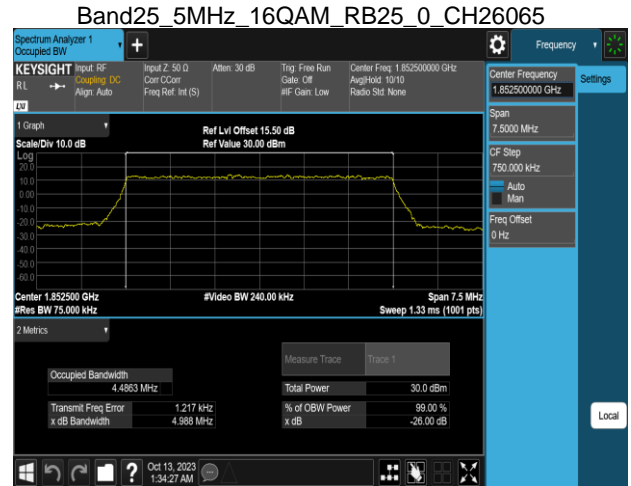 Band25_5MHz_16QAM_RB25_0_CH26065
Spectrum Analyzer 1
Occupied BW
Frequency
KEYSIGHT
R L
Input: RF
Coupling: DC
Align: Auto
Input Z: 50 Ω
Corr CCorr
Freq Ref: Int (S)
Atten: 30 dB
Trig: Free Run
Gate: Off
#IF Gain: Low
Center Freq: 1.852500000 GHz
Avg|Hold: 10/10
Radio Std: None
LXI
Center Frequency
1.852500000 GHz
Settings
Span
7.5000 MHz
CF Step
750.000 kHz
Auto
Man
Freq Offset
0 Hz
1 Graph
Scale/Div 10.0 dB
Ref Lvl Offset 15.50 dB
Ref Value 30.00 dBm
Log
20.0
10.0
0.00
-10.0
-20.0
-30.0
-40.0
-50.0
-60.0
Center 1.852500 GHz
#Video BW 240.00 kHz
Span 7.5 MHz
#Res BW 75.000 kHz
Sweep 1.33 ms (1001 pts)
2 Metrics
Measure Trace
Trace 1
Occupied Bandwidth
4.4863 MHz
Total Power
30.0 dBm
Transmit Freq Error
1.217 kHz
% of OBW Power
99.00 %
x dB Bandwidth
4.988 MHz
x dB
-26.00 dB
Local
Oct 13, 2023
1:34:27 AM